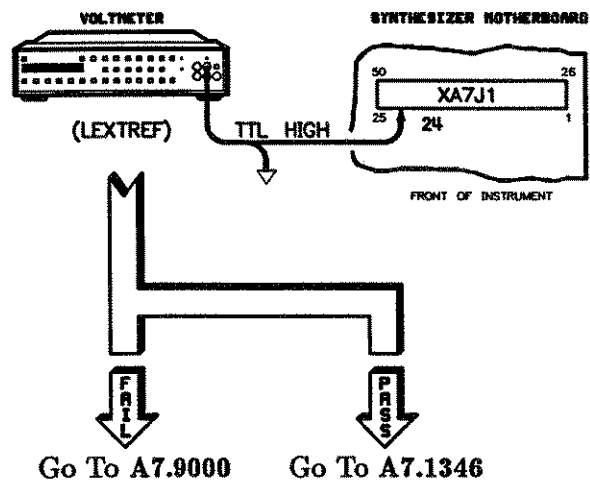 VOLTMETER
SYNTHESIZER MOTHERBOARD
50
26
XA7J1
25
24
1
(LEXTREF)
TTL HIGH
FRONT OF INSTRUMENT
FAIL
PASS
Go To A7.9000
Go To A7.1346